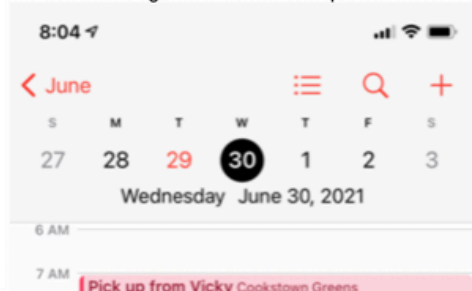 8:04
June
S M T W T F S
27 28 29 30 1 2 3
Wednesday June 30, 2021
6 AM
7 AM
Pick up from Vicky Cookstown Greens